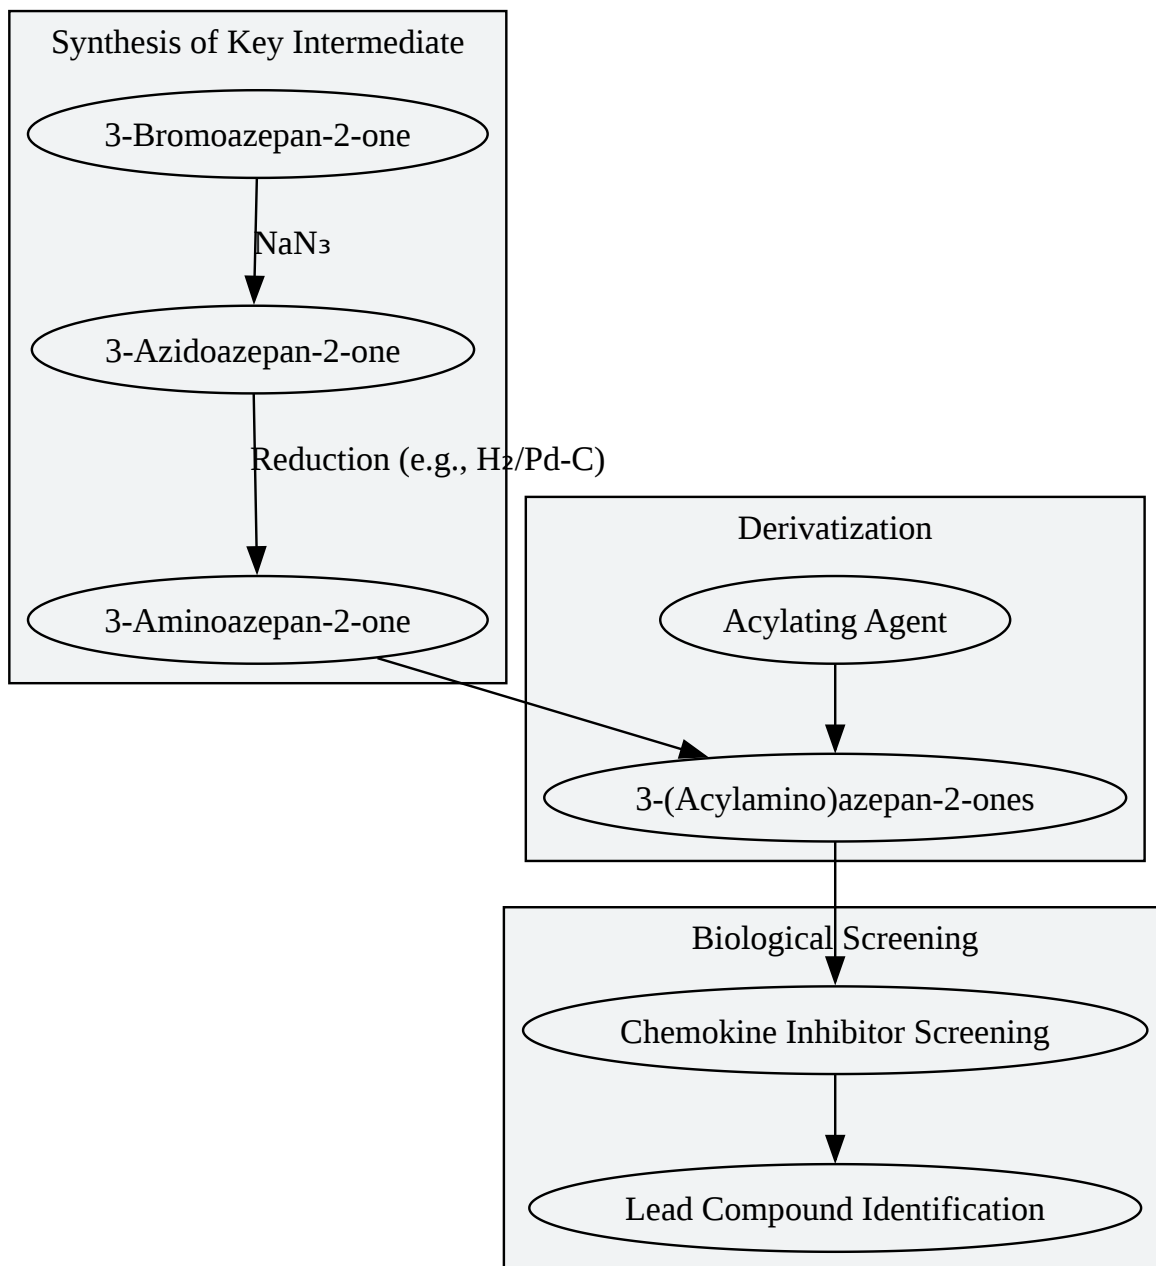 Synthesis of Key Intermediate
3-Bromoazepan-2-one
NaN₃
3-Azidoazepan-2-one
Reduction (e.g., H₂/Pd-C)
3-Aminoazepan-2-one
Derivatization
Acylating Agent
3-(Acylamino)azepan-2-ones
Biological Screening
Chemokine Inhibitor Screening
Lead Compound Identification